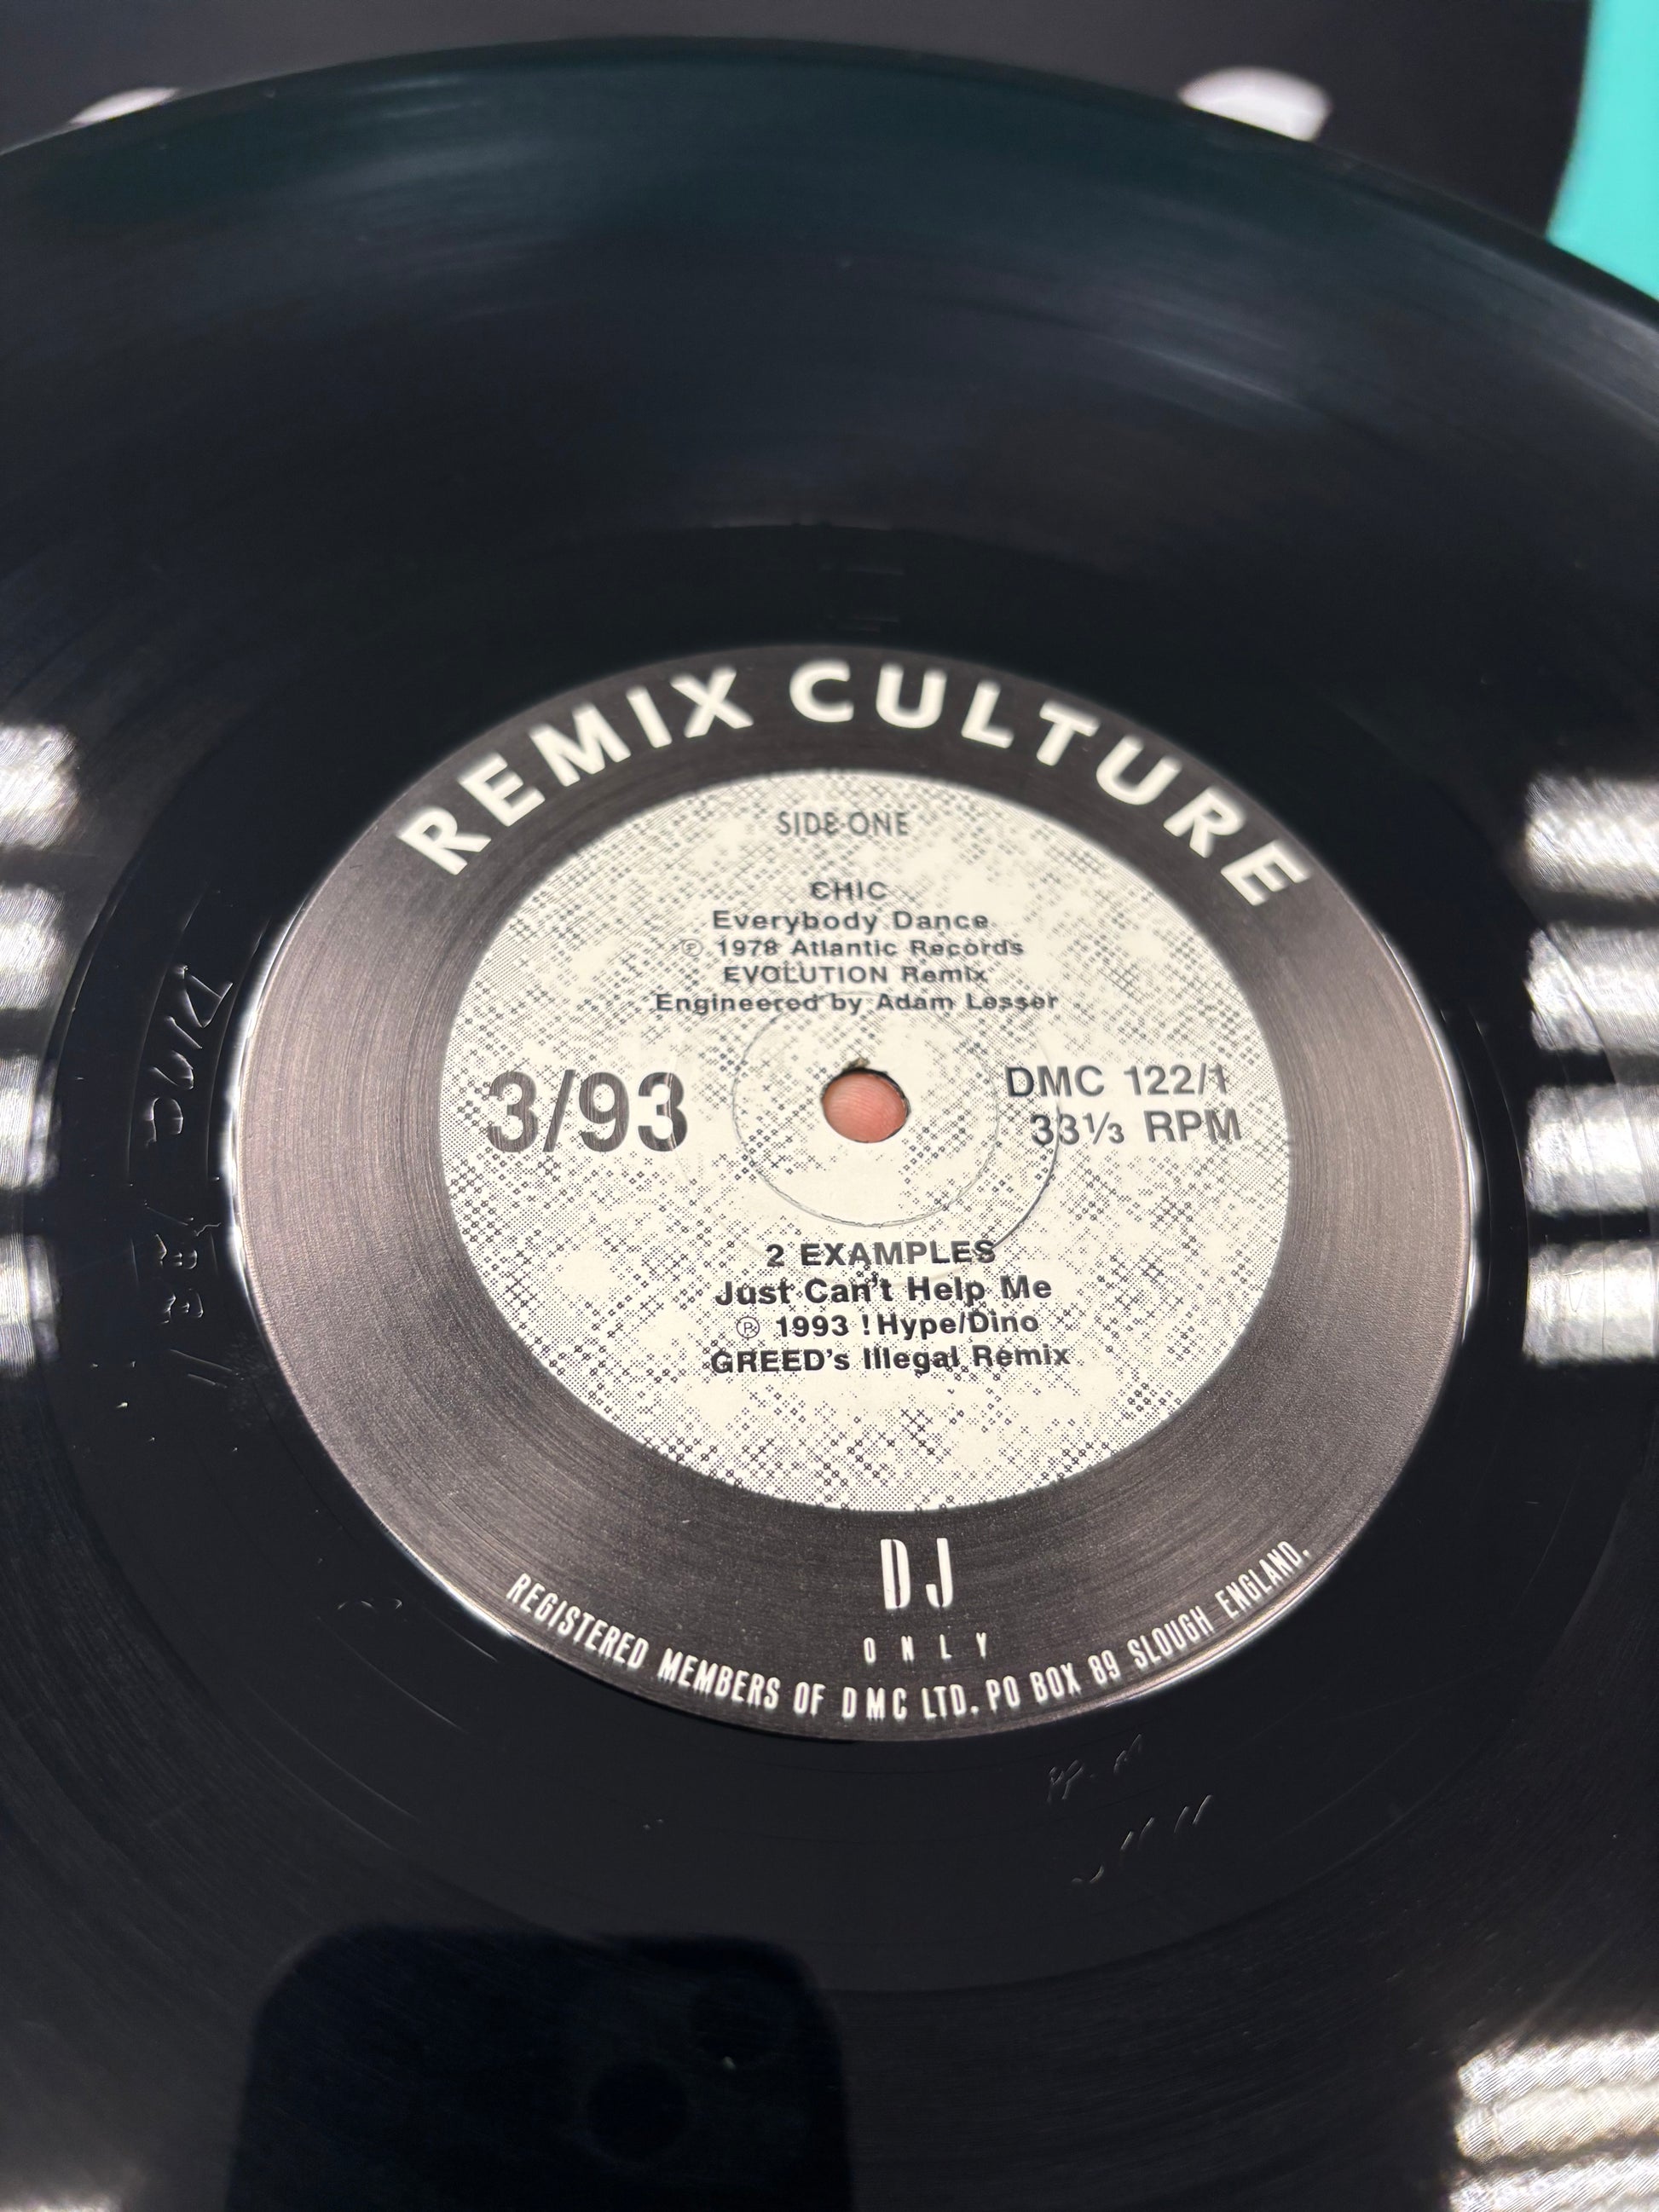 REMIX CULTURE
SIDE ONE
CHIC
Everybody Dance
℗ 1978 Atlantic Records
EVOLUTION Remix
Engineered by Adam Lesser
3/93
DMC 122/1
33⅓ RPM
2 EXAMPLES
Just Can't Help Me
℗ 1993 !Hype/Dino
GREED's Illegal Remix
DJ
ONLY
REGISTERED MEMBERS OF DMC LTD. PO BOX 89 SLOUGH ENGLAND.